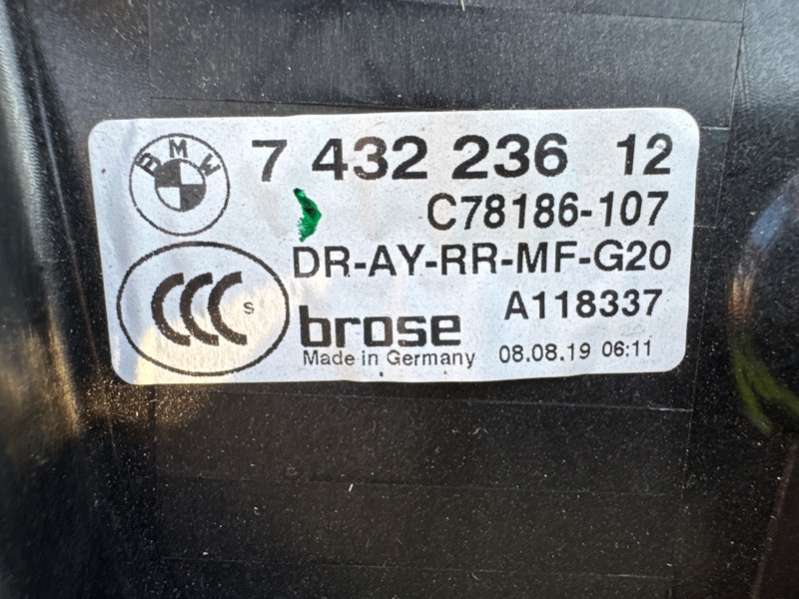 BMW
7 432 236 12
C78186-107
DR-AY-RR-MF-G20
CCC S
A118337
brose
Made in Germany
08.08.19 06:11